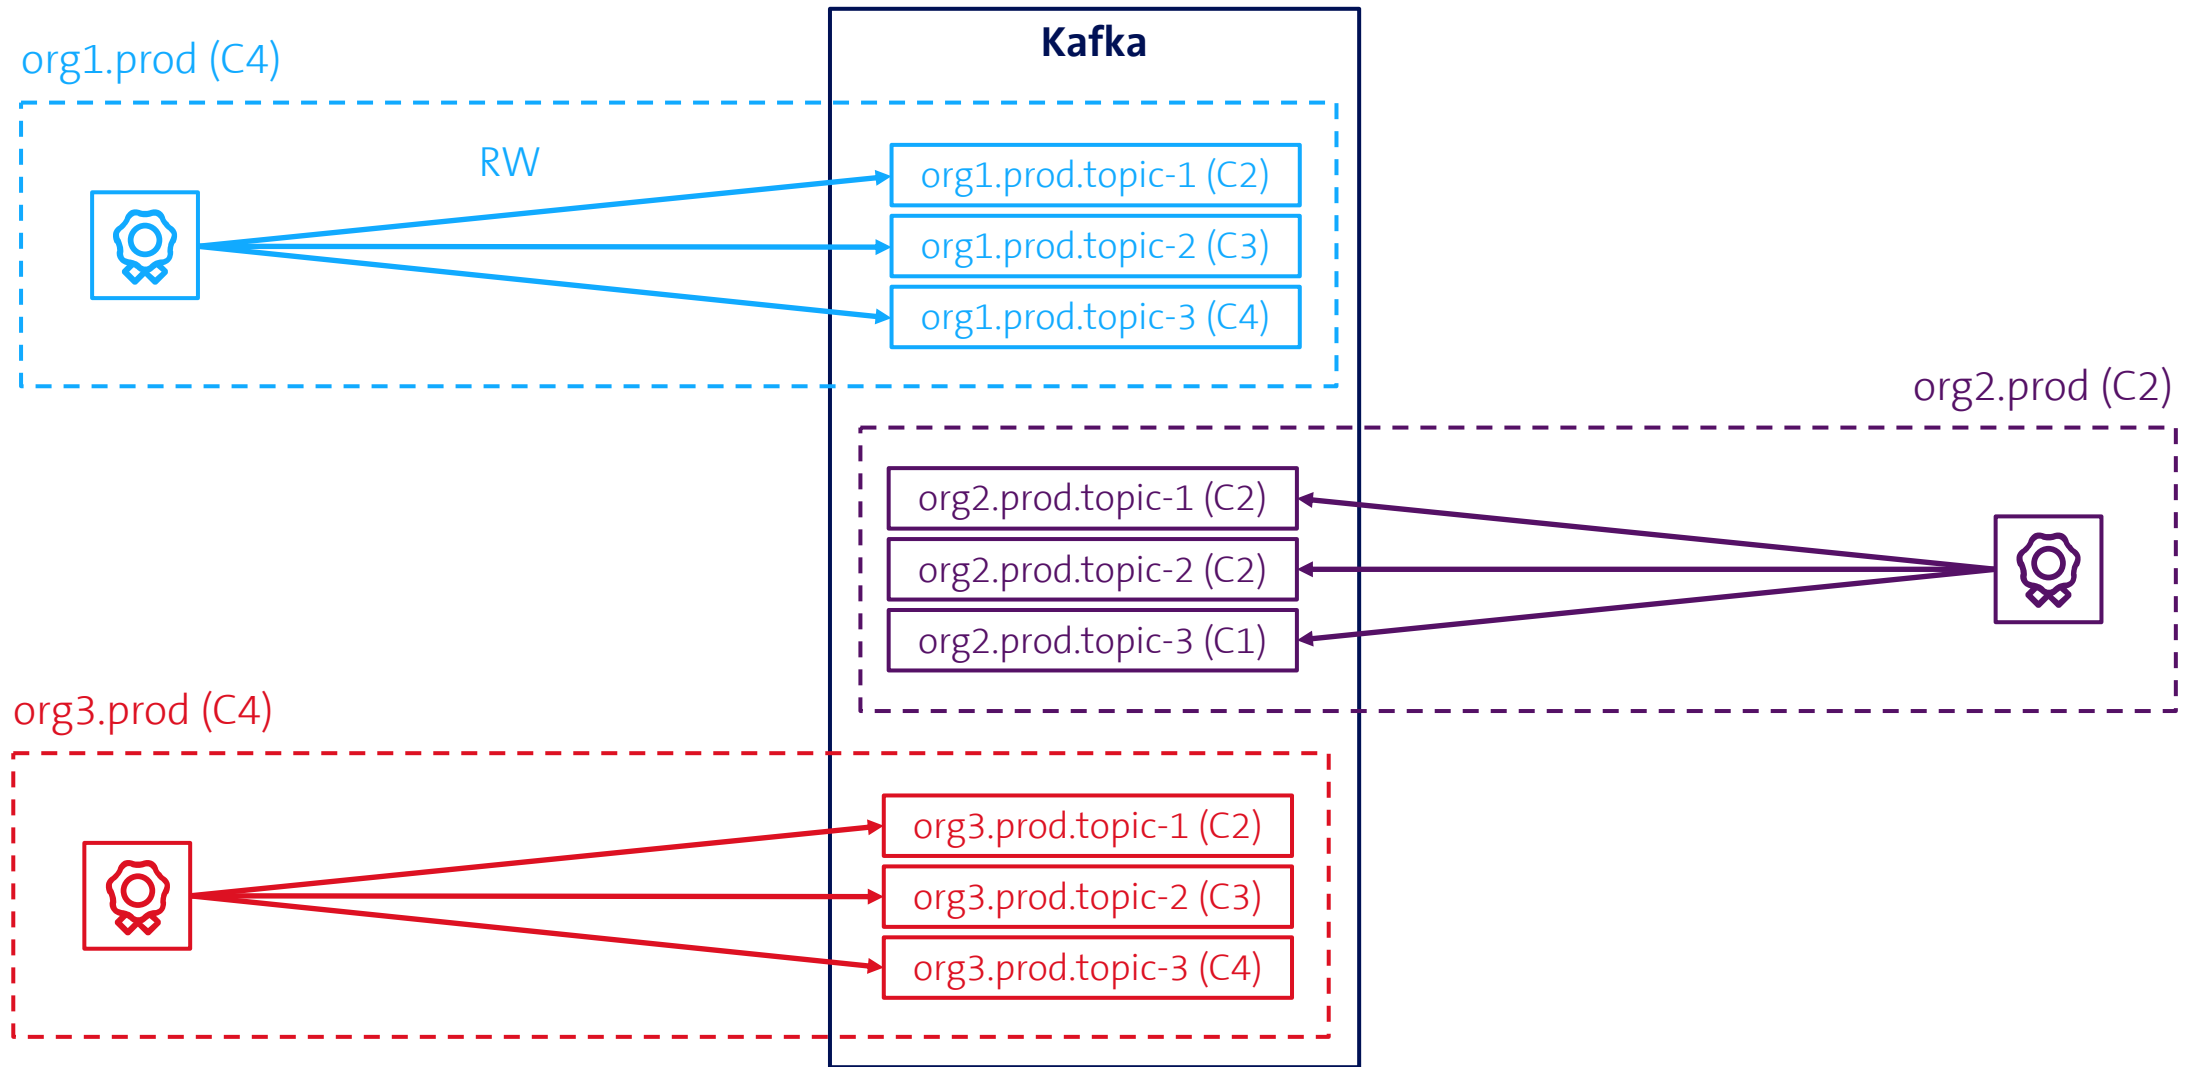 Kafka
org1.prod (C4)
RW
org1.prod.topic-1 (C2)
org1.prod.topic-2 (C3)
org1.prod.topic-3 (C4)
org2.prod (C2)
org2.prod.topic-1 (C2)
org2.prod.topic-2 (C2)
org2.prod.topic-3 (C1)
org3.prod (C4)
org3.prod.topic-1 (C2)
org3.prod.topic-2 (C3)
org3.prod.topic-3 (C4)